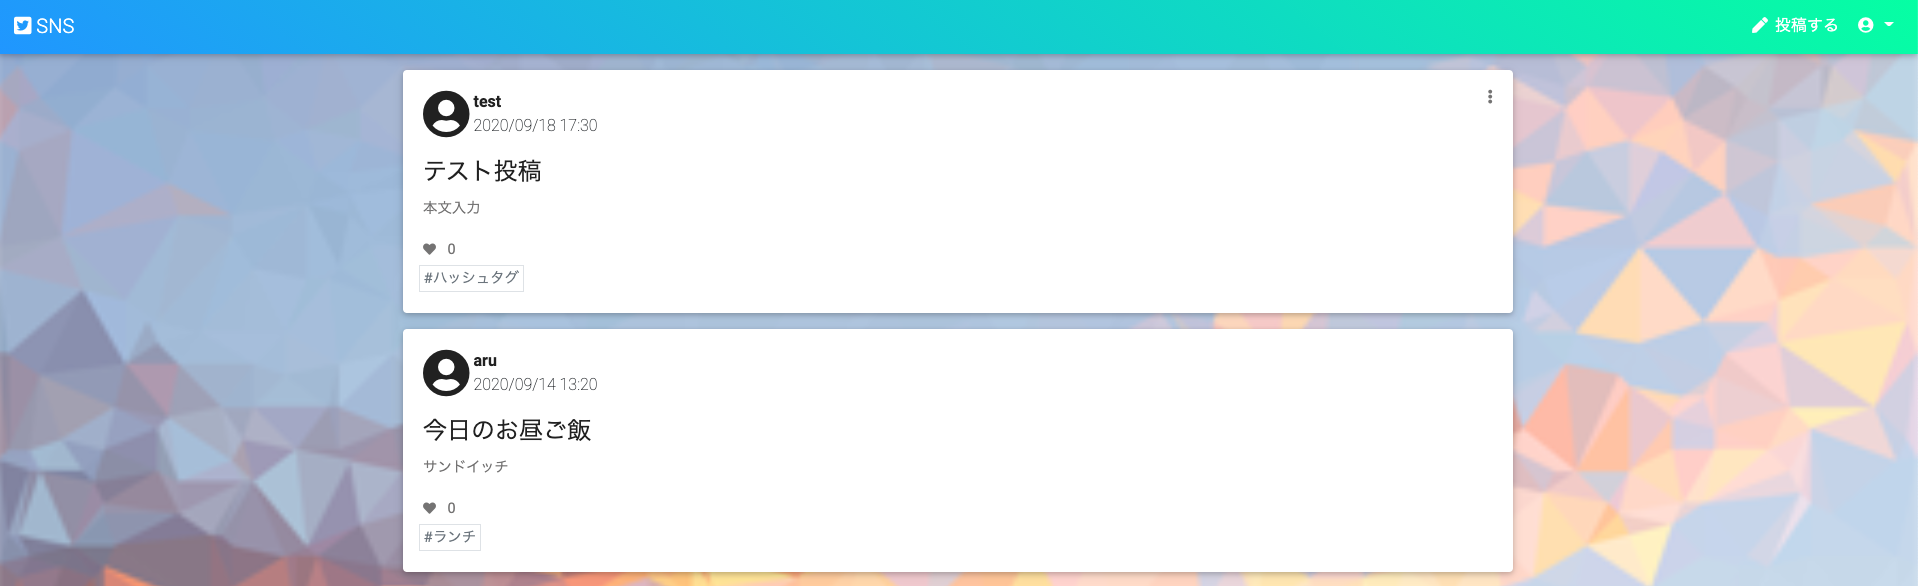 SNS
投稿する
test
2020/09/18 17:30
テスト投稿
本文入力
0
#ハッシュタグ
aru
2020/09/14 13:20
今日のお昼ご飯
サンドイッチ
0
#ランチ